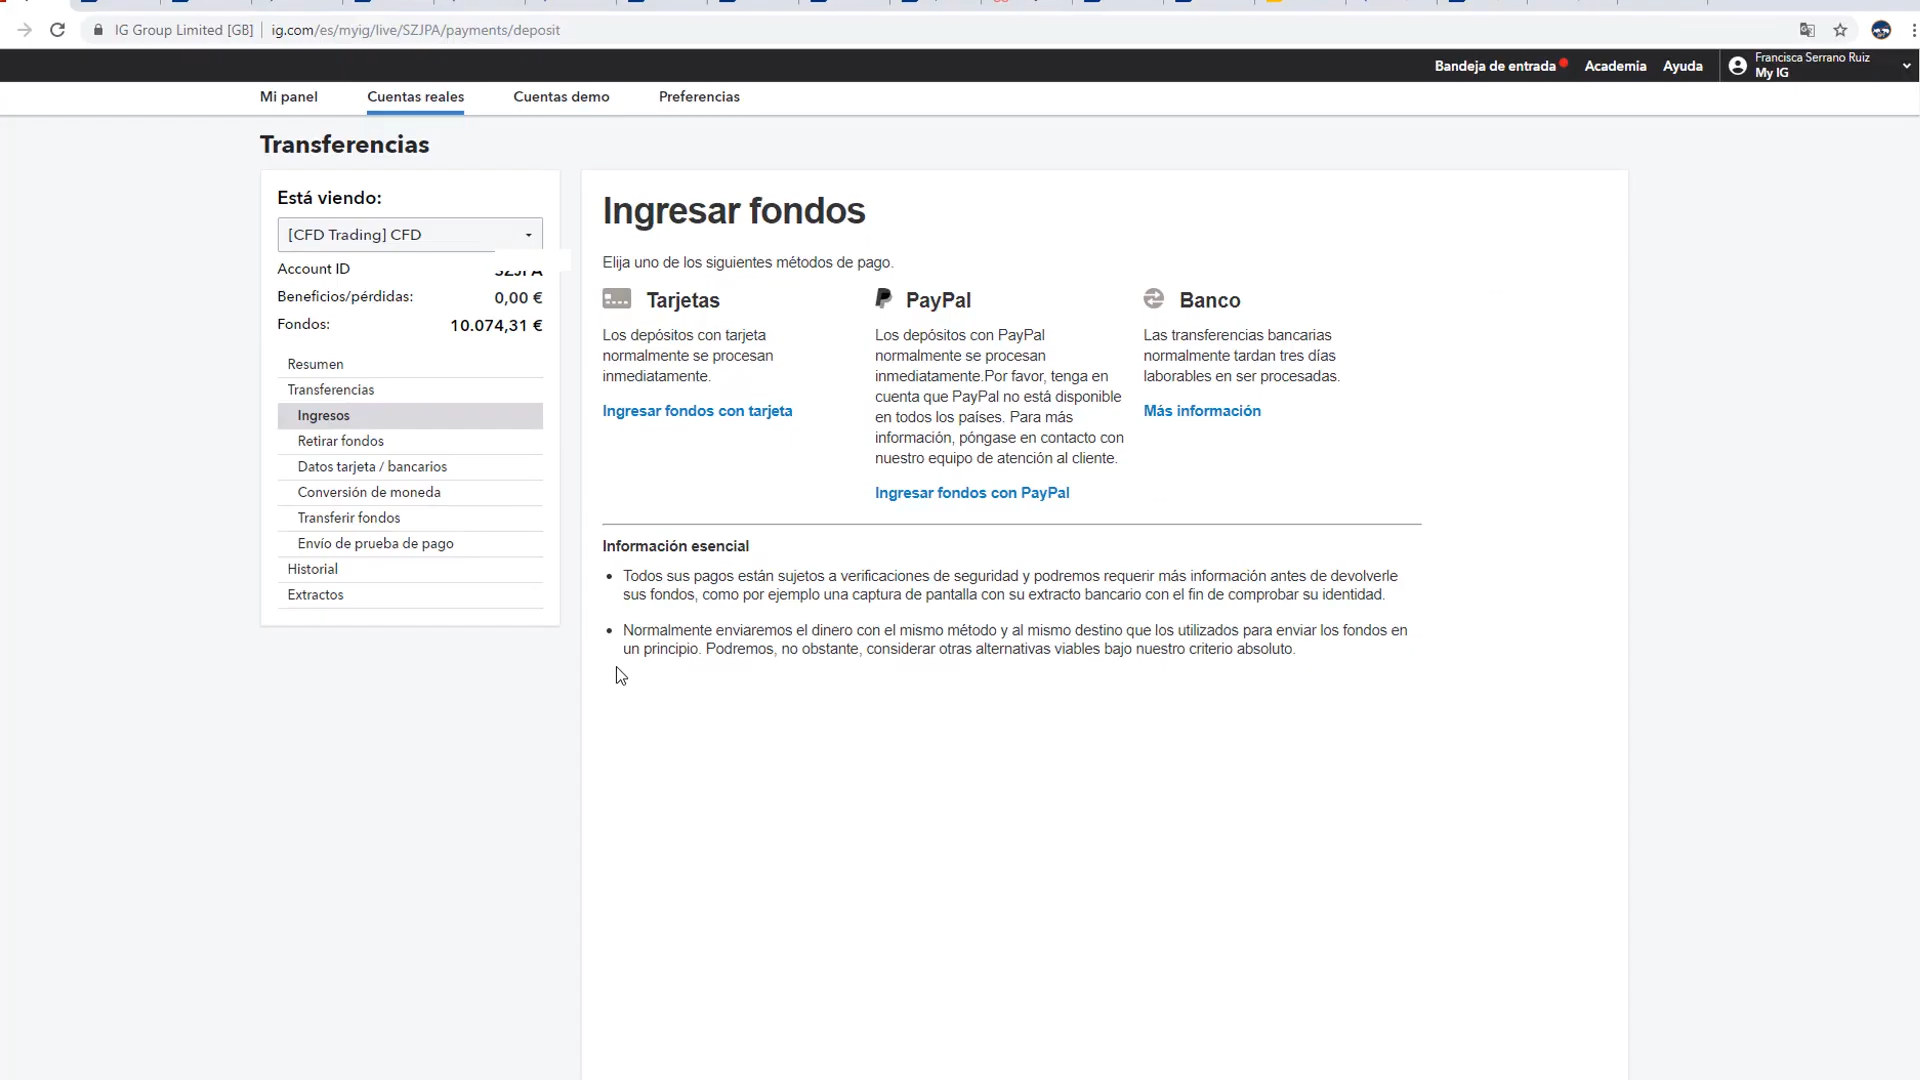 IG Group Limited [GB] ig.com/es/myig/live/SZJPA/payments/deposit
Bandeja de entrada Academia Ayuda Francisca Serrano Ruiz
My IG
Mi panel Cuentas reales Cuentas demo Preferencias
Transferencias
Está viendo:
[CFD Trading] CFD
Account ID
Beneficios/pérdidas: 0,00 €
Fondos: 10.074,31 €
Resumen
Transferencias
Ingresos
Retirar fondos
Datos tarjeta / bancarios
Conversión de moneda
Transferir fondos
Envío de prueba de pago
Historial
Extractos
Ingresar fondos
Elija uno de los siguientes métodos de pago.
Tarjetas
Los depósitos con tarjeta
normalmente se procesan
inmediatamente.
Ingresar fondos con tarjeta
PayPal
Los depósitos con PayPal
normalmente se procesan
inmediatamente.Por favor, tenga en
cuenta que PayPal no está disponible
en todos los países. Para más
información, póngase en contacto con
nuestro equipo de atención al cliente.
Ingresar fondos con PayPal
Banco
Las transferencias bancarias
normalmente tardan tres días
laborables en ser procesadas.
Más información
Información esencial
• Todos sus pagos están sujetos a verificaciones de seguridad y podremos requerir más información antes de devolverle
sus fondos, como por ejemplo una captura de pantalla con su extracto bancario con el fin de comprobar su identidad.
• Normalmente enviaremos el dinero con el mismo método y al mismo destino que los utilizados para enviar los fondos en
un principio. Podremos, no obstante, considerar otras alternativas viables bajo nuestro criterio absoluto.